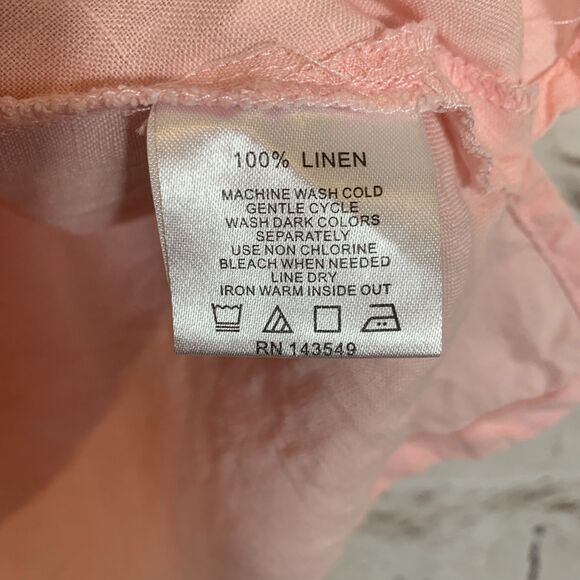 100% LINEN
MACHINE WASH COLD
GENTLE CYCLE
WASH DARK COLORS
SEPARATELY
USE NON CHLORINE
BLEACH WHEN NEEDED
LINE DRY
IRON WARM INSIDE OUT
RN 143549